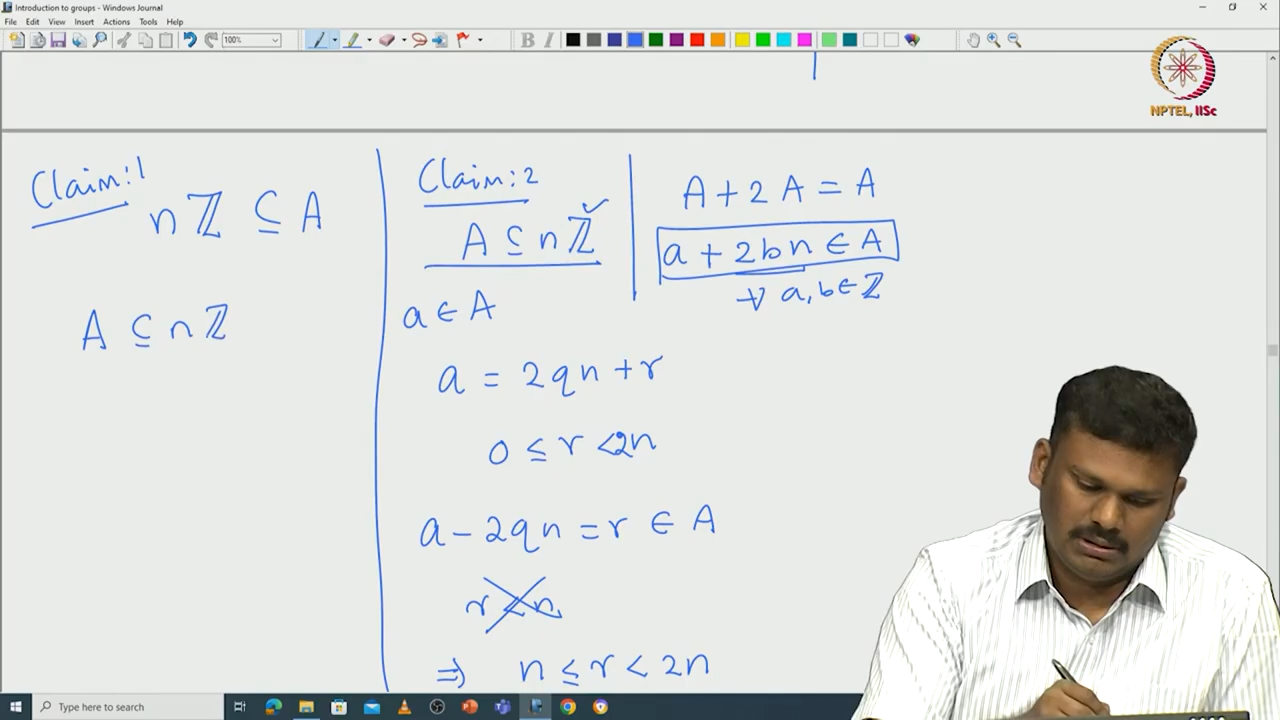 Introduction to groups - Windows Journal
File Edit View Insert Actions Tools Help
100%
B I
NPTEL, IISc
Claim:1
nℤ ⊆ A
A ⊆ nℤ
Claim:2
A ⊆ nℤ ✓
a ∈ A
a = 2qn + r
0 ≤ r < 2n
a - 2qn = r ∈ A
r < n
⇒ n ≤ r < 2n
A + 2A = A
a + 2bn ∈ A
∀ a, b ∈ ℤ
Type here to search